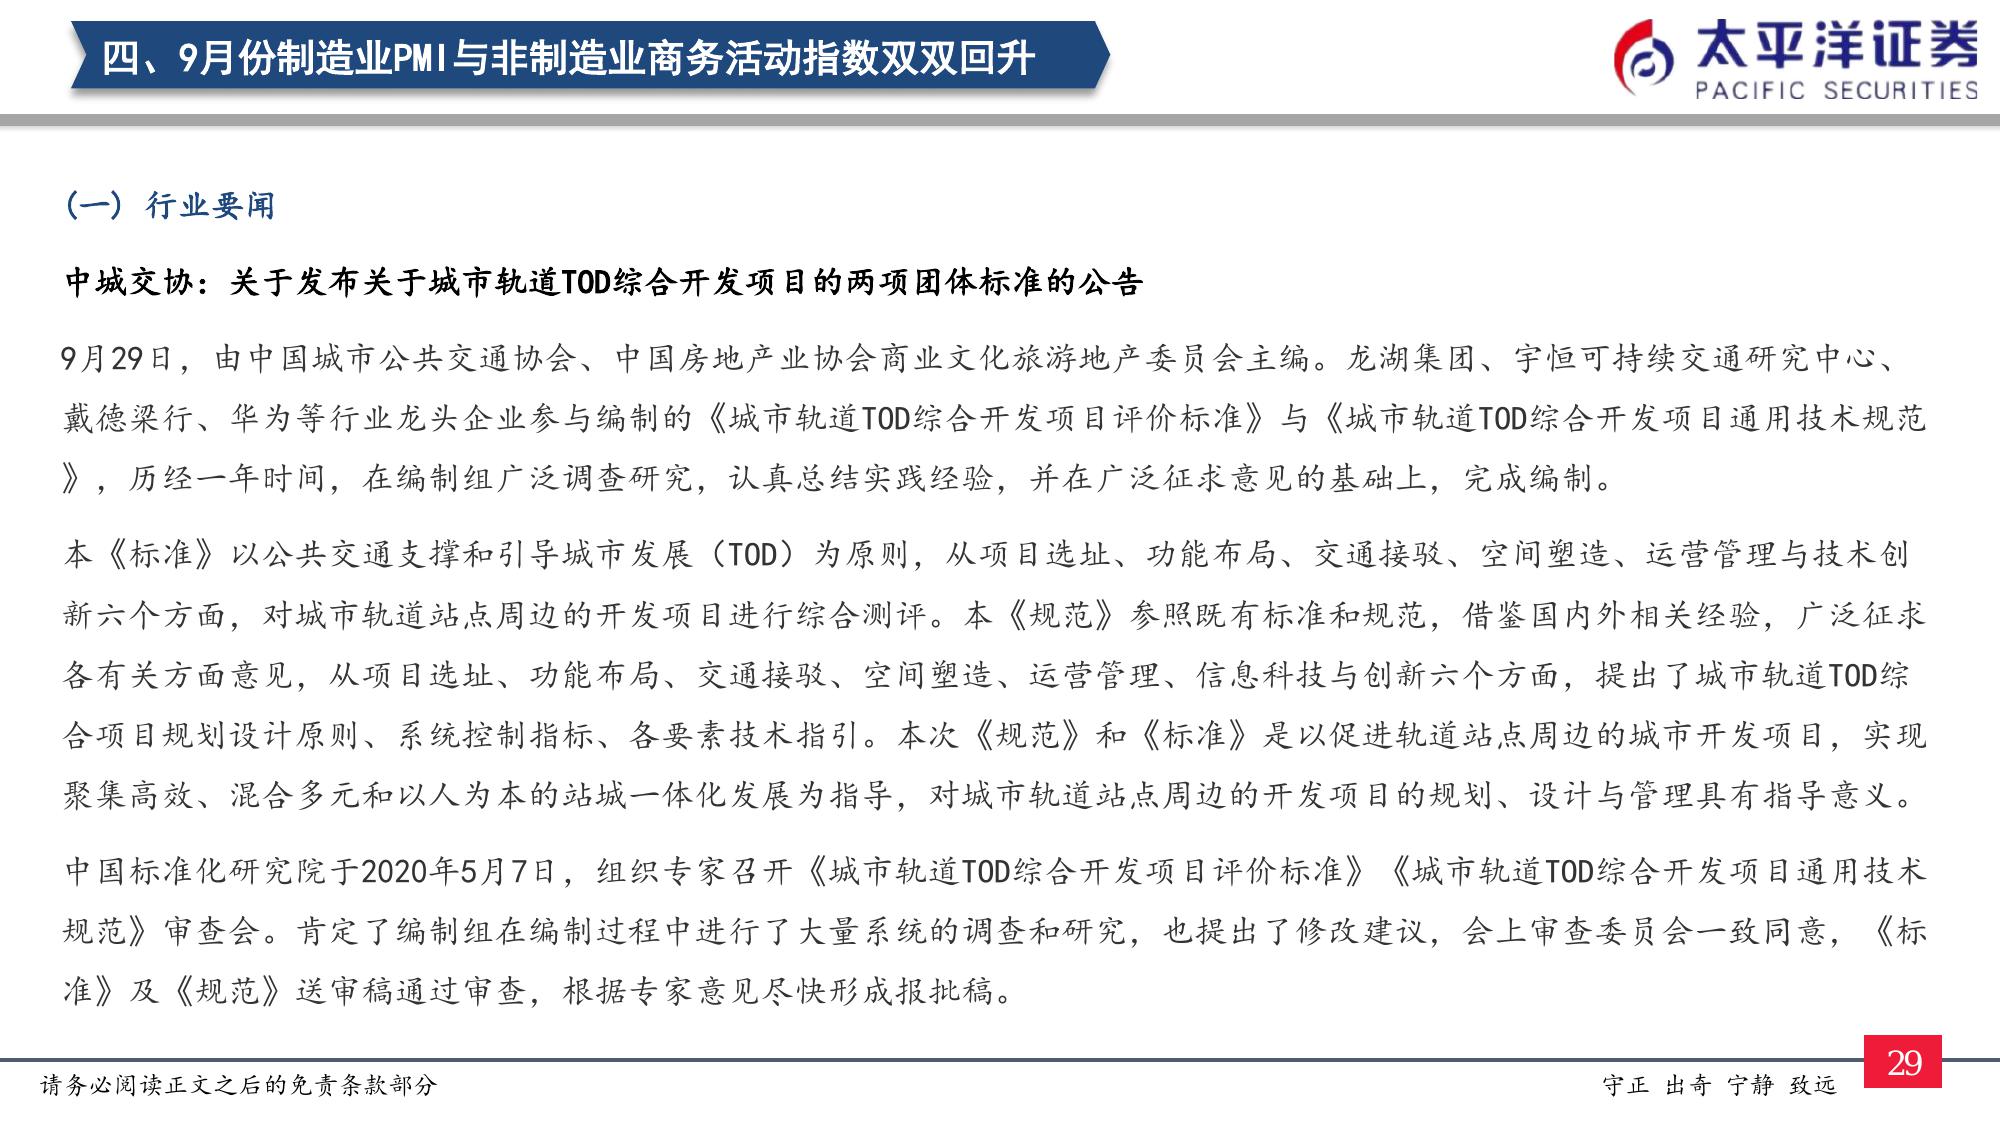 四、9月份制造业PMI与非制造业商务活动指数双双回升
太平洋证券
PACIFIC SECURITIES
(一) 行业要闻
中城交协：关于发布关于城市轨道TOD综合开发项目的两项团体标准的公告
9月29日，由中国城市公共交通协会、中国房地产业协会商业文化旅游地产委员会主编。龙湖集团、宇恒可持续交通研究中心、
戴德梁行、华为等行业龙头企业参与编制的《城市轨道TOD综合开发项目评价标准》与《城市轨道TOD综合开发项目通用技术规范
》，历经一年时间，在编制组广泛调查研究，认真总结实践经验，并在广泛征求意见的基础上，完成编制。
本《标准》以公共交通支撑和引导城市发展（TOD）为原则，从项目选址、功能布局、交通接驳、空间塑造、运营管理与技术创
新六个方面，对城市轨道站点周边的开发项目进行综合测评。本《规范》参照既有标准和规范，借鉴国内外相关经验，广泛征求
各有关方面意见，从项目选址、功能布局、交通接驳、空间塑造、运营管理、信息科技与创新六个方面，提出了城市轨道TOD综
合项目规划设计原则、系统控制指标、各要素技术指引。本次《规范》和《标准》是以促进轨道站点周边的城市开发项目，实现
聚集高效、混合多元和以人为本的站城一体化发展为指导，对城市轨道站点周边的开发项目的规划、设计与管理具有指导意义。
中国标准化研究院于2020年5月7日，组织专家召开《城市轨道TOD综合开发项目评价标准》《城市轨道TOD综合开发项目通用技术
规范》审查会。肯定了编制组在编制过程中进行了大量系统的调查和研究，也提出了修改建议，会上审查委员会一致同意，《标
准》及《规范》送审稿通过审查，根据专家意见尽快形成报批稿。
请务必阅读正文之后的免责条款部分
守正 出奇 宁静 致远
29